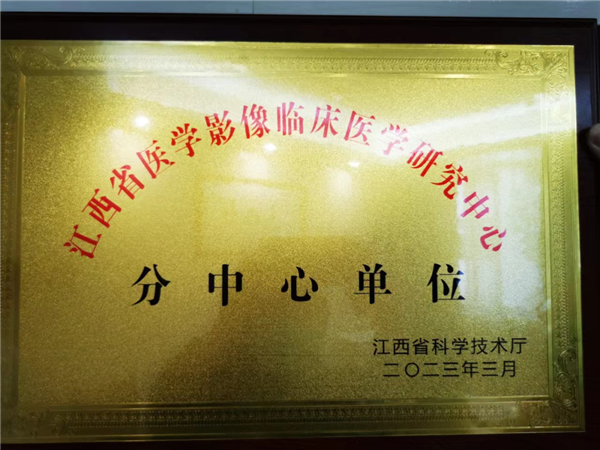 江西省医学影像临床医学研究中心
分中心单位
江西省科学技术厅
二〇二三年三月